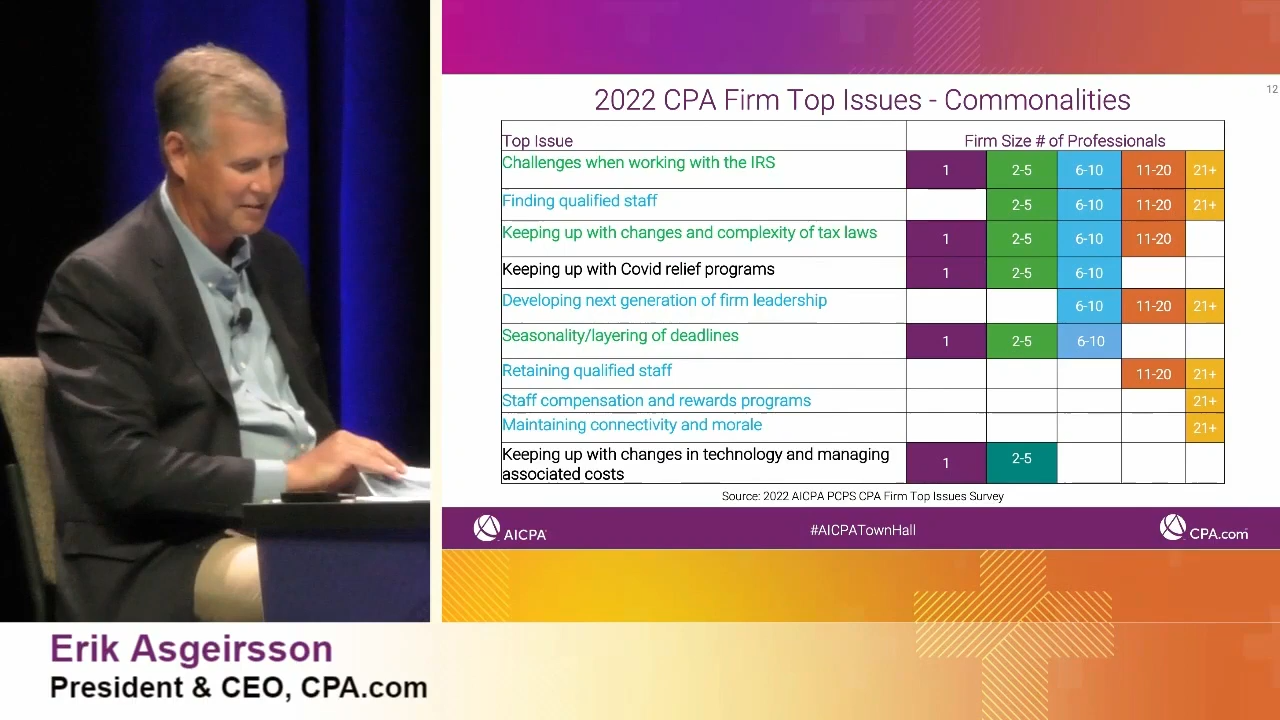 12
2022 CPA Firm Top Issues - Commonalities
Top Issue Firm Size # of Professionals
Challenges when working with the IRS 1 2-5 6-10 11-20 21+
Finding qualified staff 2-5 6-10 11-20 21+
Keeping up with changes and complexity of tax laws 1 2-5 6-10 11-20
Keeping up with Covid relief programs 1 2-5 6-10
Developing next generation of firm leadership 6-10 11-20 21+
Seasonality/layering of deadlines 1 2-5 6-10
Retaining qualified staff 11-20 21+
Staff compensation and rewards programs 21+
Maintaining connectivity and morale 21+
Keeping up with changes in technology and managing
associated costs 1 2-5
Source: 2022 AICPA PCPS CPA Firm Top Issues Survey
AICPA #AICPATownHall CPA.com
Erik Asgeirsson
President & CEO, CPA.com